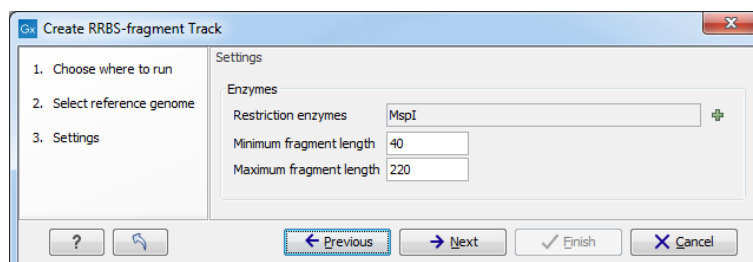 Gx Create RRBS-fragment Track X
1. Choose where to run
2. Select reference genome
3. Settings
Settings
Enzymes
Restriction enzymes MspI
Minimum fragment length 40
Maximum fragment length 220
? Previous Next Finish Cancel